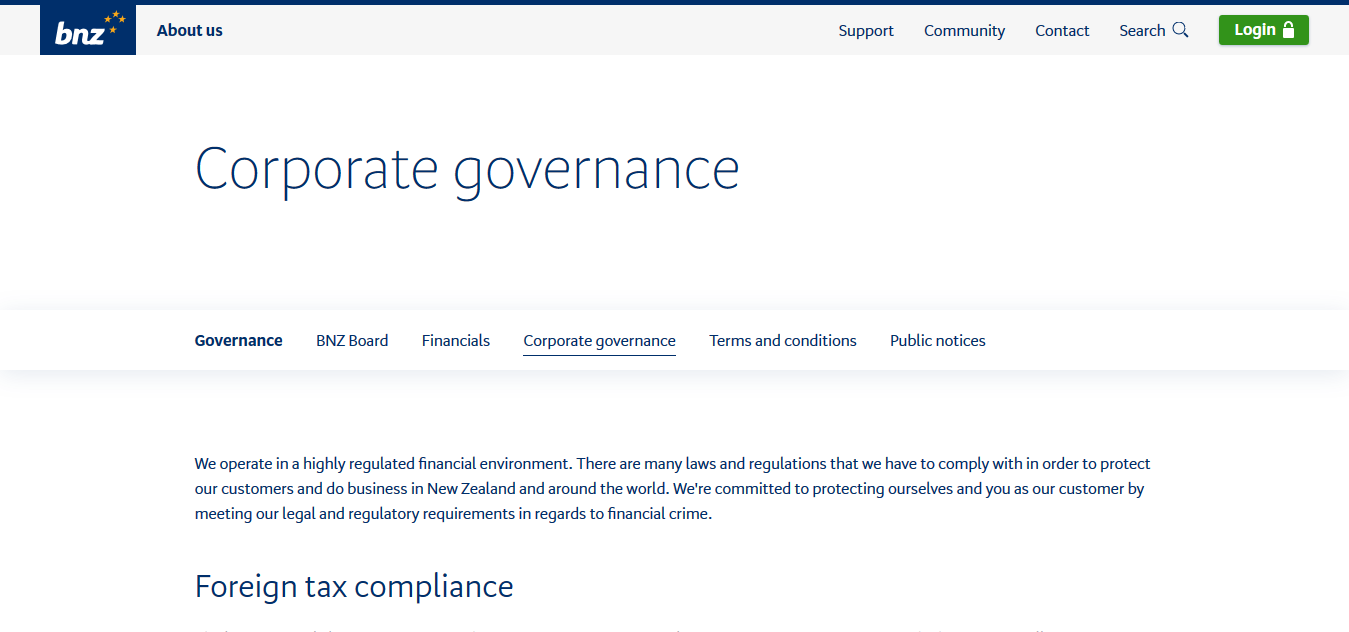 bnz
About us
Support
Community
Contact
Search
Login
Corporate governance
Governance
BNZ Board
Financials
Corporate governance
Terms and conditions
Public notices
We operate in a highly regulated financial environment. There are many laws and regulations that we have to comply with in order to protect
our customers and do business in New Zealand and around the world. We're committed to protecting ourselves and you as our customer by
meeting our legal and regulatory requirements in regards to financial crime.
Foreign tax compliance